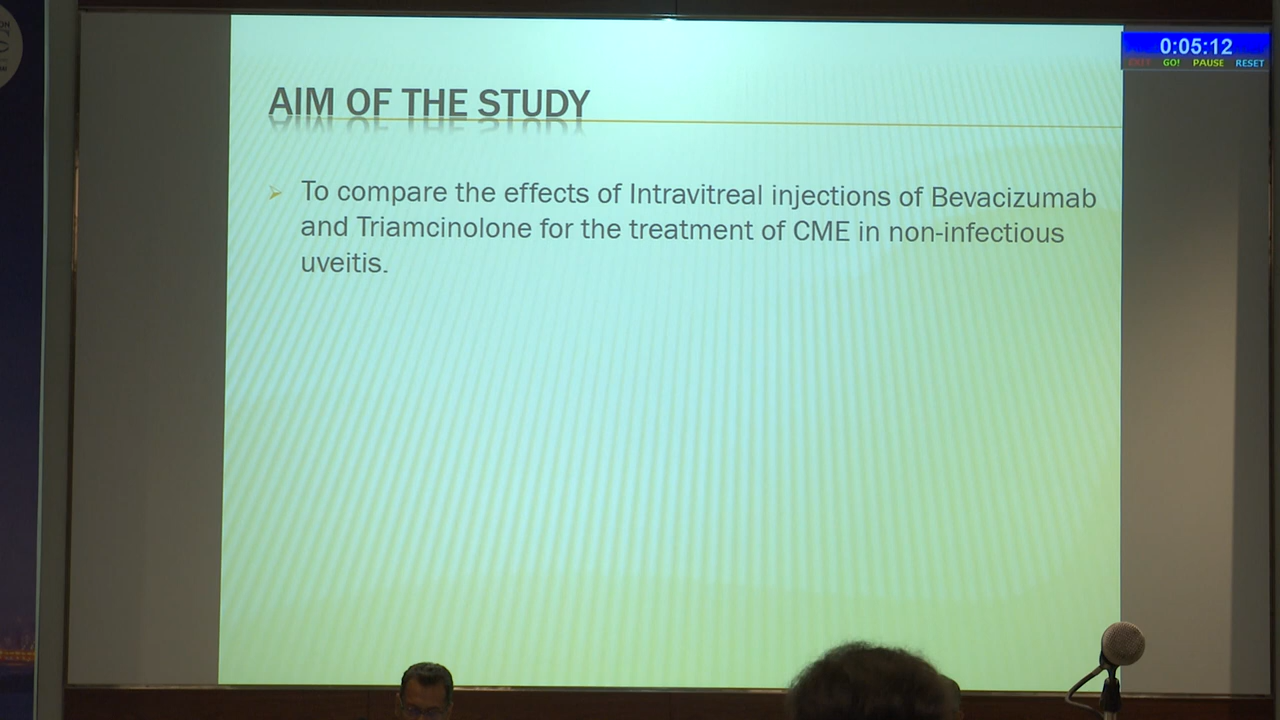 0:05:12
EXIT GO! PAUSE RESET
AIM OF THE STUDY
To compare the effects of Intravitreal injections of Bevacizumab
and Triamcinolone for the treatment of CME in non-infectious
uveitis.